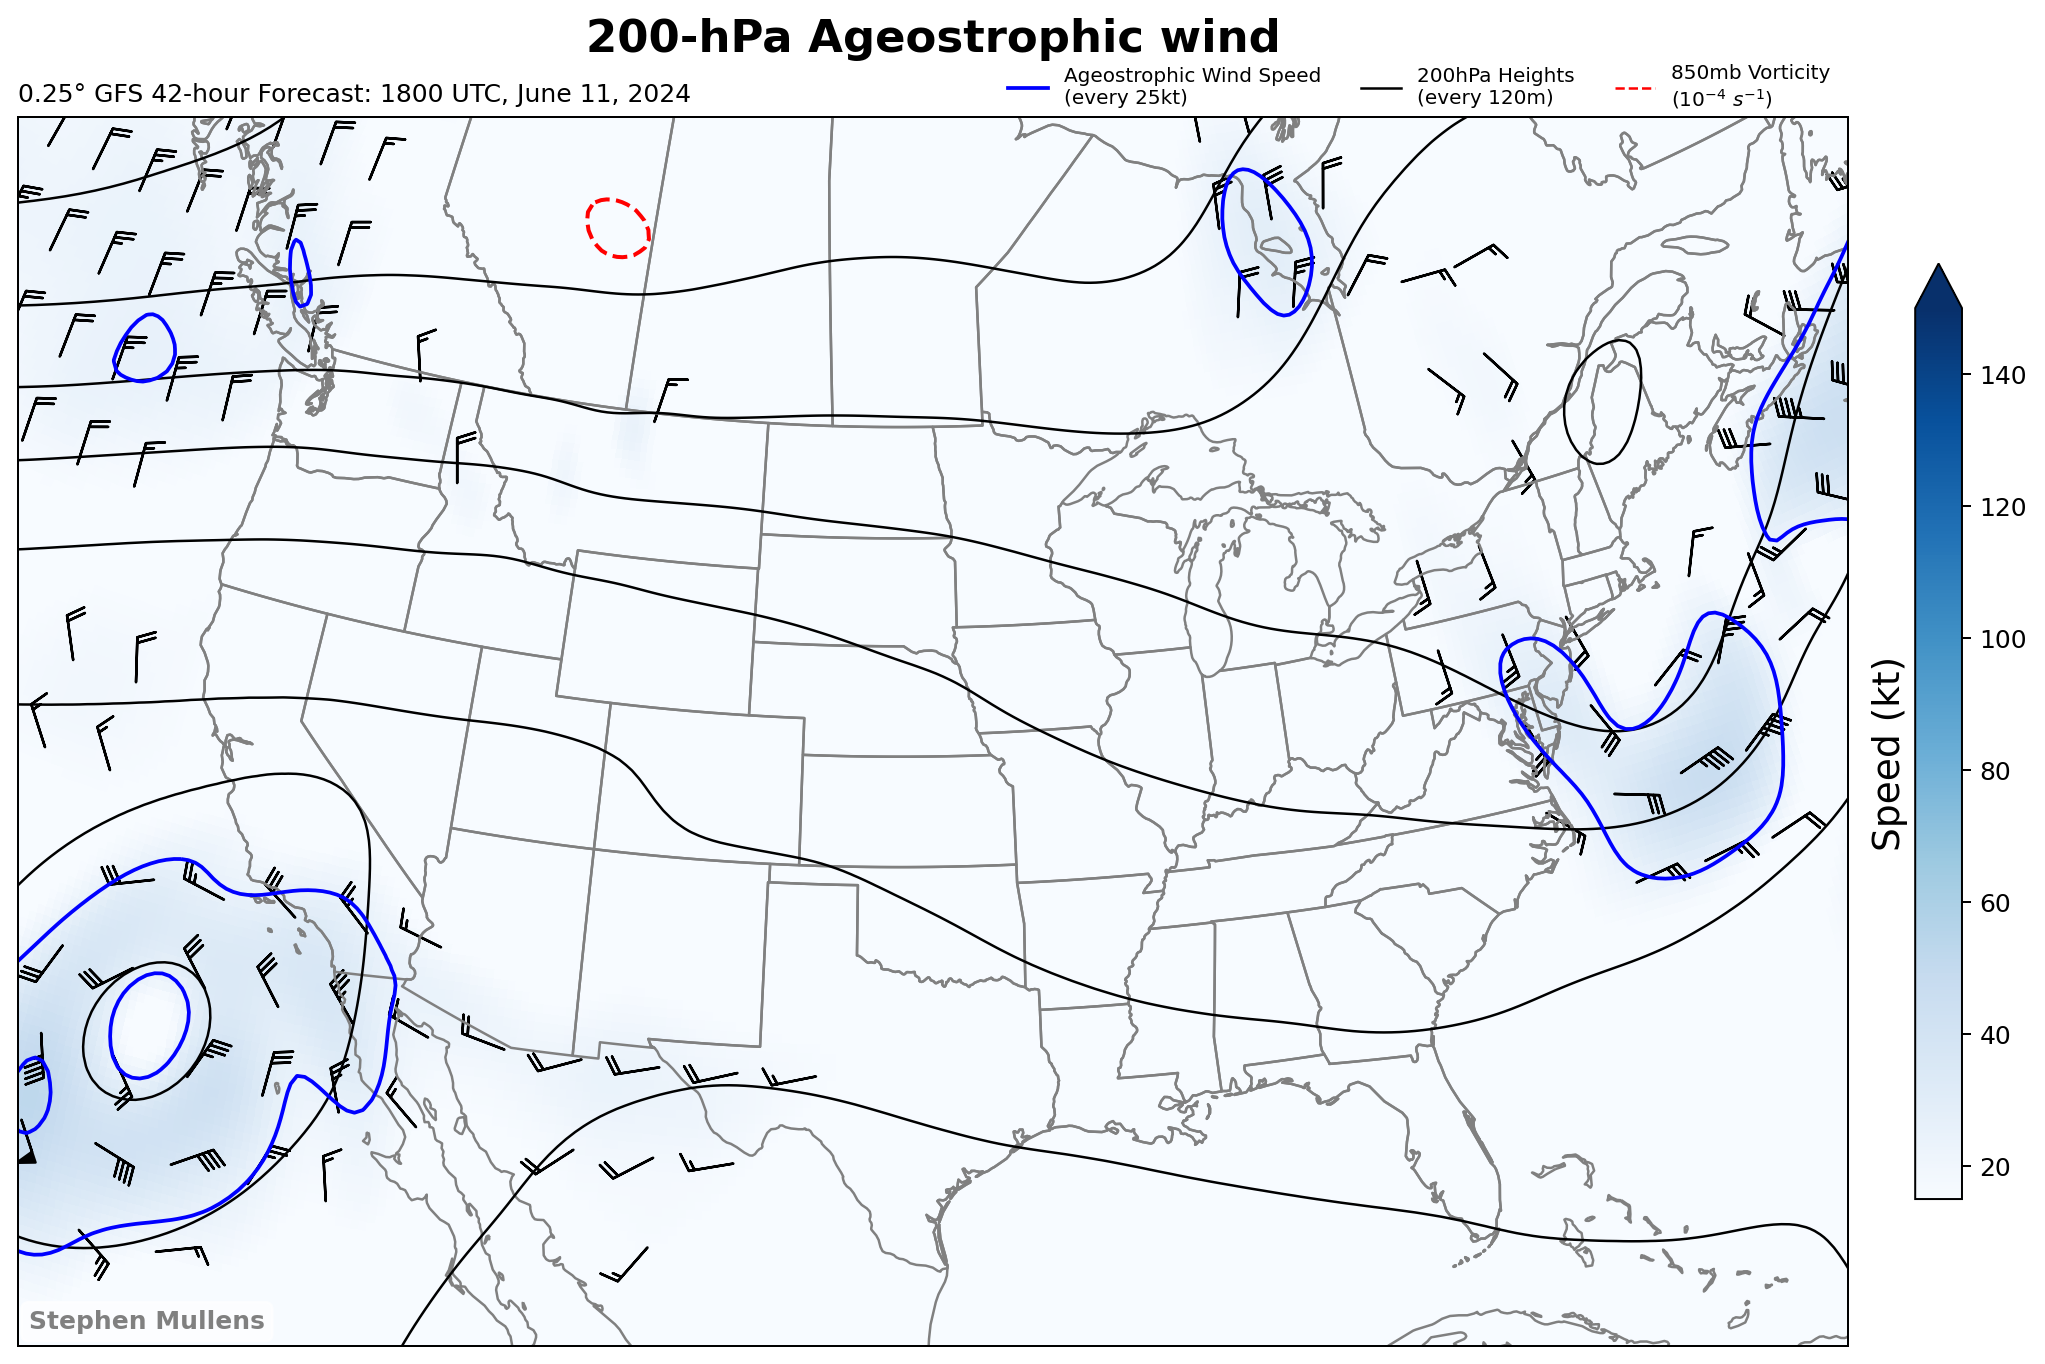 200-hPa Ageostrophic wind
0.25° GFS 42-hour Forecast: 1800 UTC, June 11, 2024
Ageostrophic Wind Speed
(every 25kt)
200hPa Heights
(every 120m)
850mb Vorticity
(10⁻⁴ s⁻¹)
140
120
100
80
60
40
20
Speed (kt)
Stephen Mullens